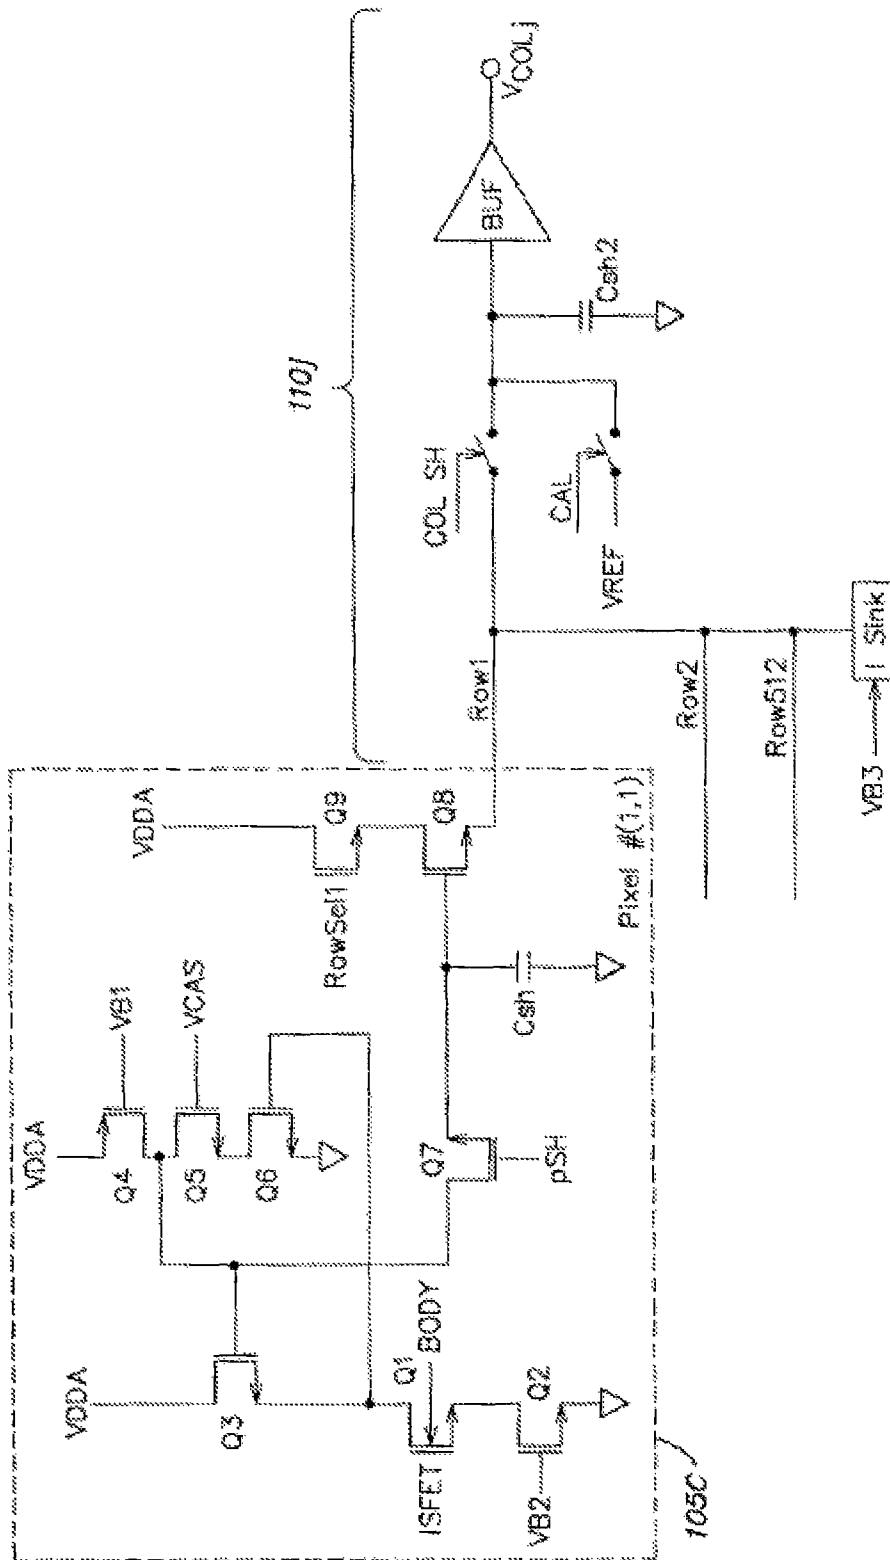 110j
VCOLj
BUF
Csh2
COL SH
CAL
VREF
Row1
Row2
Row512
I Sink
VB3
VDDA
Q9
RowSel1
Q8
Pixel #(1,1)
VDDA
VB1
Q4
VCAS
Q5
Q6
Csh
Q7
pSH
VDDA
Q3
Q1
BODY
ISFET
Q2
VB2
105C